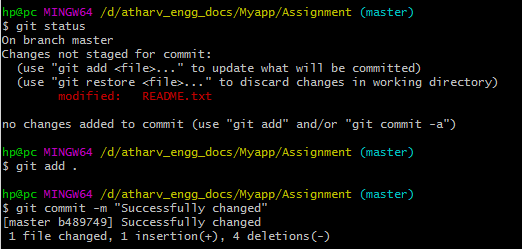 hp@pc MINGW64 /d/atharv_engg_docs/Myapp/Assignment (master)
$ git status
On branch master
Changes not staged for commit:
  (use "git add <file>..." to update what will be committed)
  (use "git restore <file>..." to discard changes in working directory)
        modified:   README.txt

no changes added to commit (use "git add" and/or "git commit -a")

hp@pc MINGW64 /d/atharv_engg_docs/Myapp/Assignment (master)
$ git add .

hp@pc MINGW64 /d/atharv_engg_docs/Myapp/Assignment (master)
$ git commit -m "Successfully changed"
[master b489749] Successfully changed
 1 file changed, 1 insertion(+), 4 deletions(-)